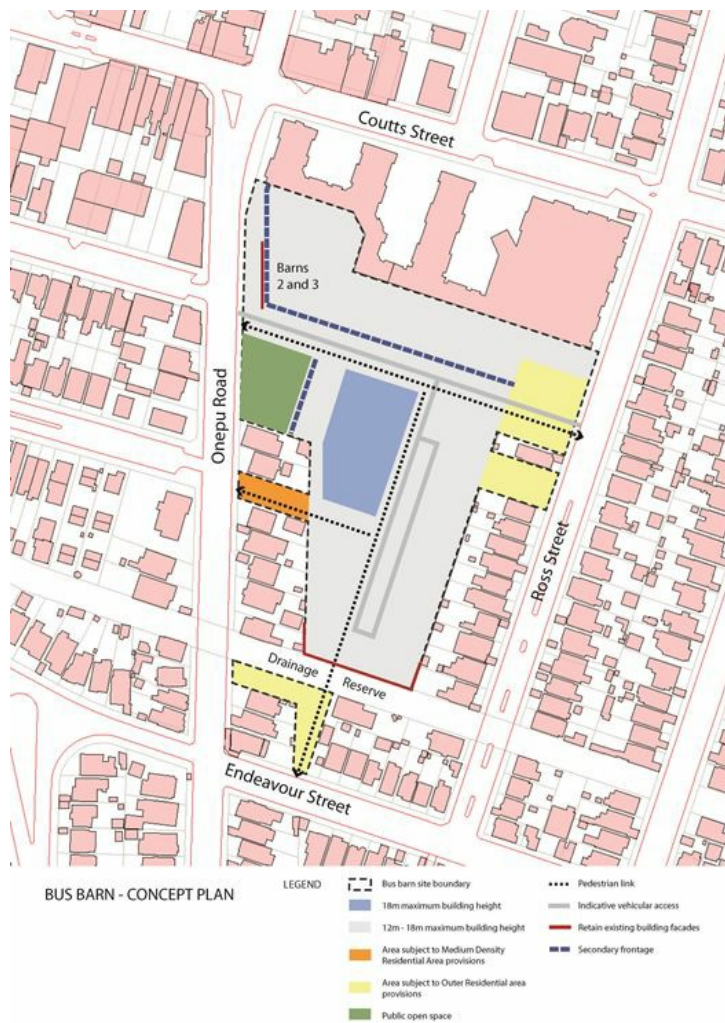 Coutts Street
Barns
2 and 3
Onepu Road
Ross Street
Drainage
Reserve
Endeavour Street
BUS BARN - CONCEPT PLAN
LEGEND
Bus barn site boundary
18m maximum building height
12m - 18m maximum building height
Area subject to Medium Density
Residential Area provisions
Area subject to Outer Residential area
provisions
Public open space
Pedestrian link
Indicative vehicular access
Retain existing building facades
Secondary frontage